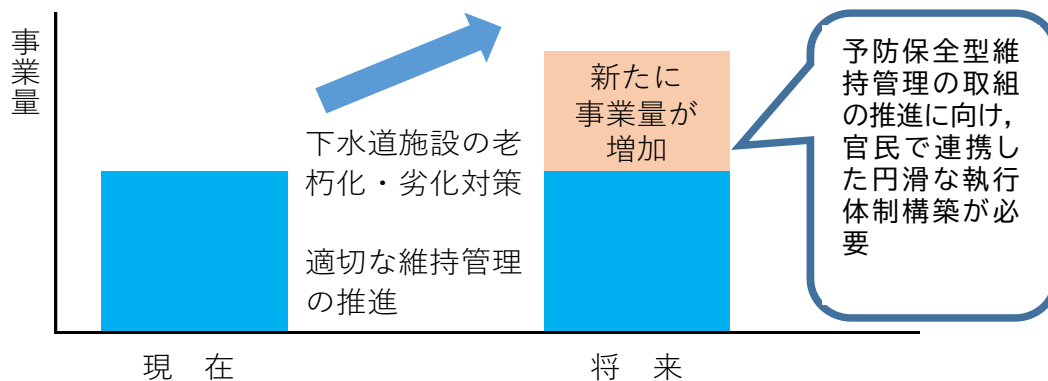 事業量
下水道施設の老
朽化・劣化対策
適切な維持管理
の推進
新たに
事業量が
増加
予防保全型維
持管理の取組
の推進に向け，
官民で連携し
た円滑な執行
体制構築が必
要
現　在
将　来